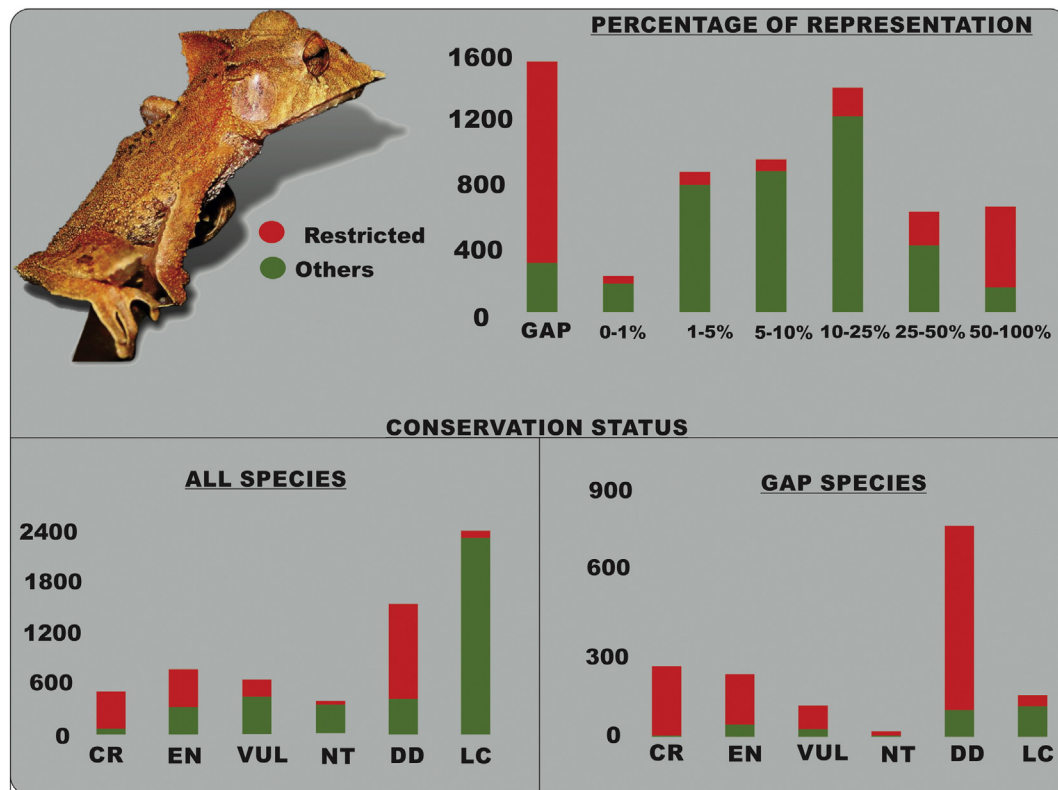 PERCENTAGE OF REPRESENTATION
1600
1200
800
400
0
Restricted
Others
GAP 0-1% 1-5% 5-10% 10-25% 25-50% 50-100%
CONSERVATION STATUS
ALL SPECIES
2400
1800
1200
600
0
CR EN VUL NT DD LC
GAP SPECIES
900
600
300
0
CR EN VUL NT DD LC